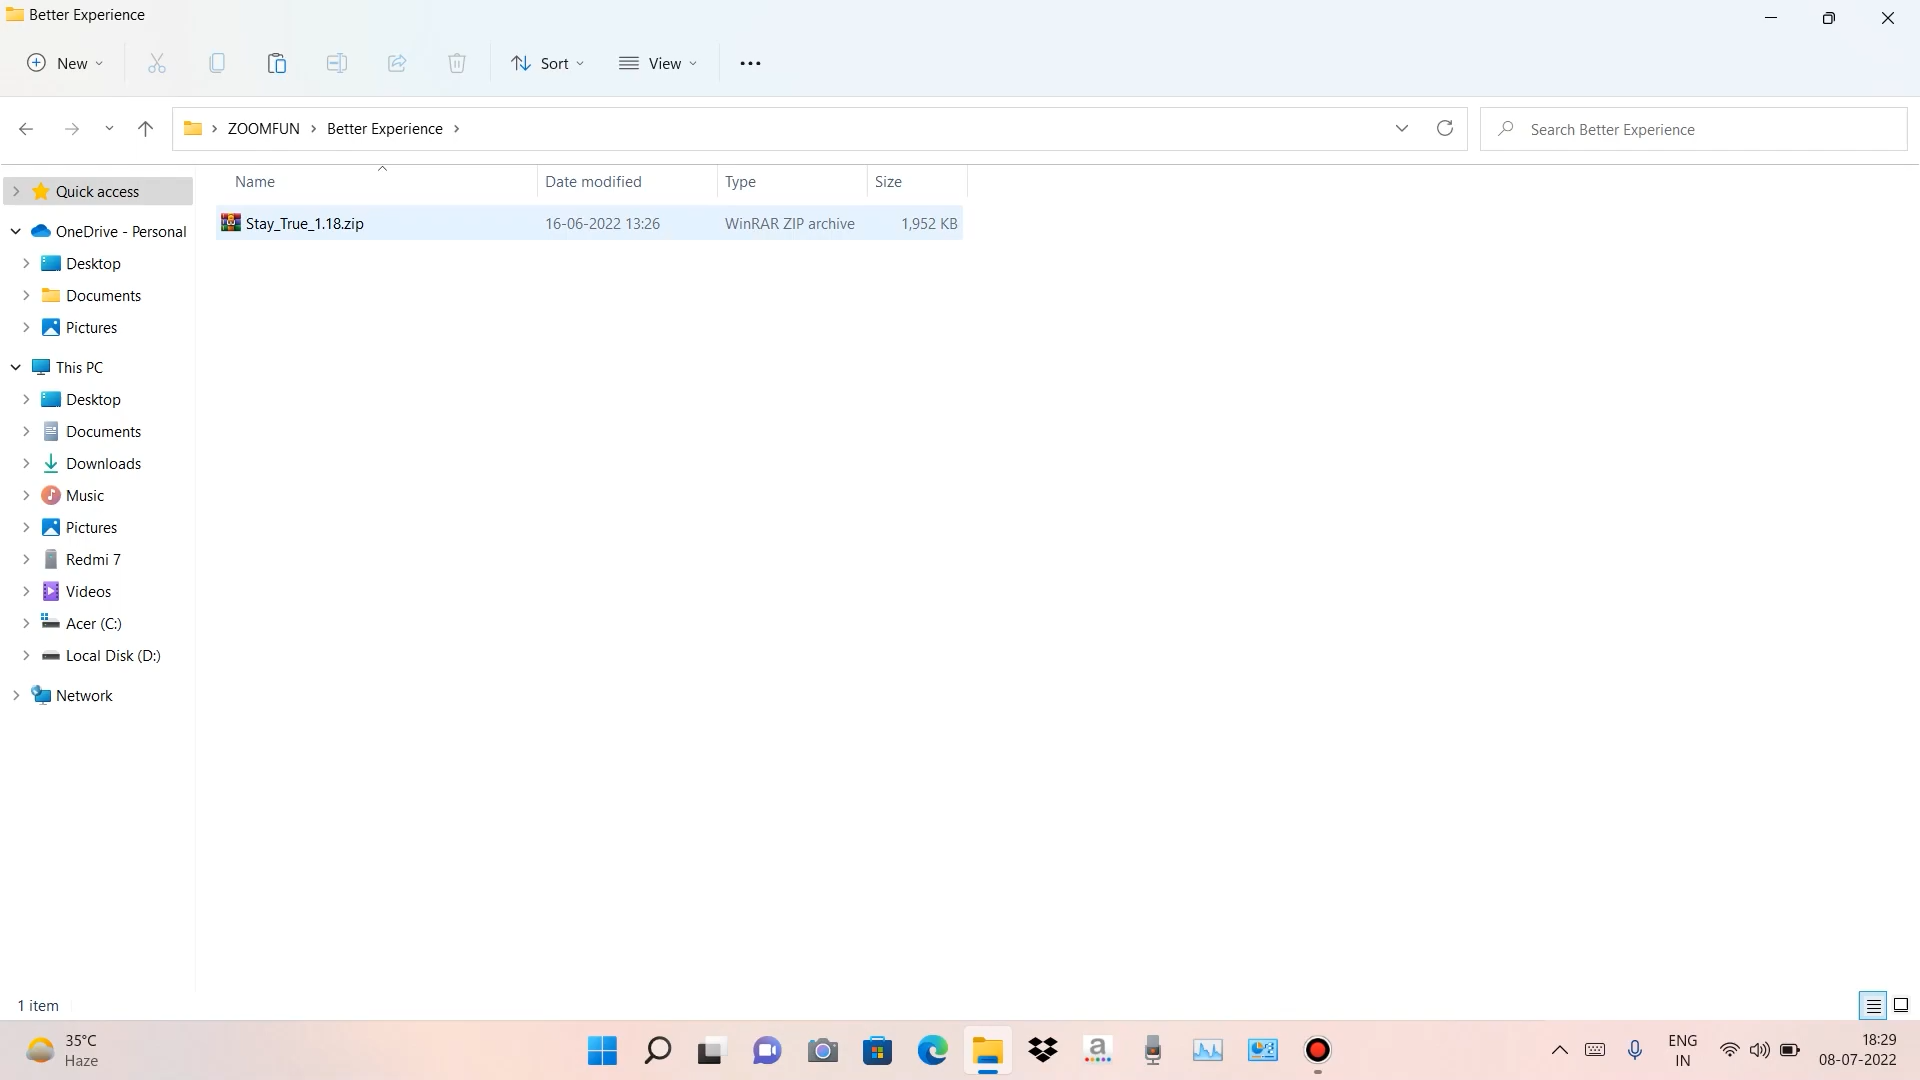 Better Experience
New
Sort
View
ZOOMFUN
Better Experience
Search Better Experience
Name
Date modified
Type
Size
Stay_True_1.18.zip
16-06-2022 13:26
WinRAR ZIP archive
1,952 KB
Quick access
OneDrive - Personal
Desktop
Documents
Pictures
This PC
Desktop
Documents
Downloads
Music
Pictures
Redmi 7
Videos
Acer (C:)
Local Disk (D:)
Network
1 item
35°C
Haze
a
ENG
IN
18:29
08-07-2022